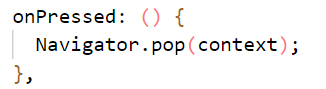 onPressed: () {
  Navigator.pop(context);
},